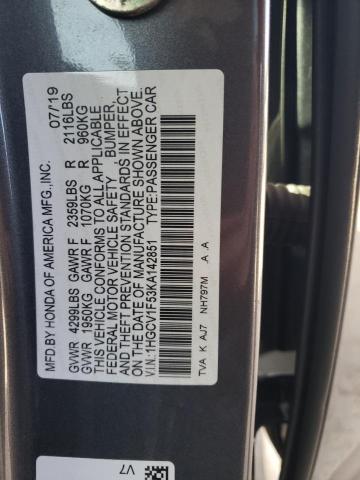 MFD BY HONDA OF AMERICA MFG.,INC. 07/19
GVWR 4299LBS GAWR F 2359LBS R 2116LBS
GVWR 1950KG GAWR F 1070KG R 960KG
THIS VEHICLE CONFORMS TO ALL APPLICABLE
FEDERAL MOTOR VEHICLE SAFETY , BUMPER,
AND THEFT PREVENTION STANDARDS IN EFFECT
ON THE DATE OF MANUFACTURE SHOWN ABOVE.
V.I.N.:1HGCV1F53KA142851 TYPE:PASSENGER CAR
TVA K AJ7 NH797M A A
V7